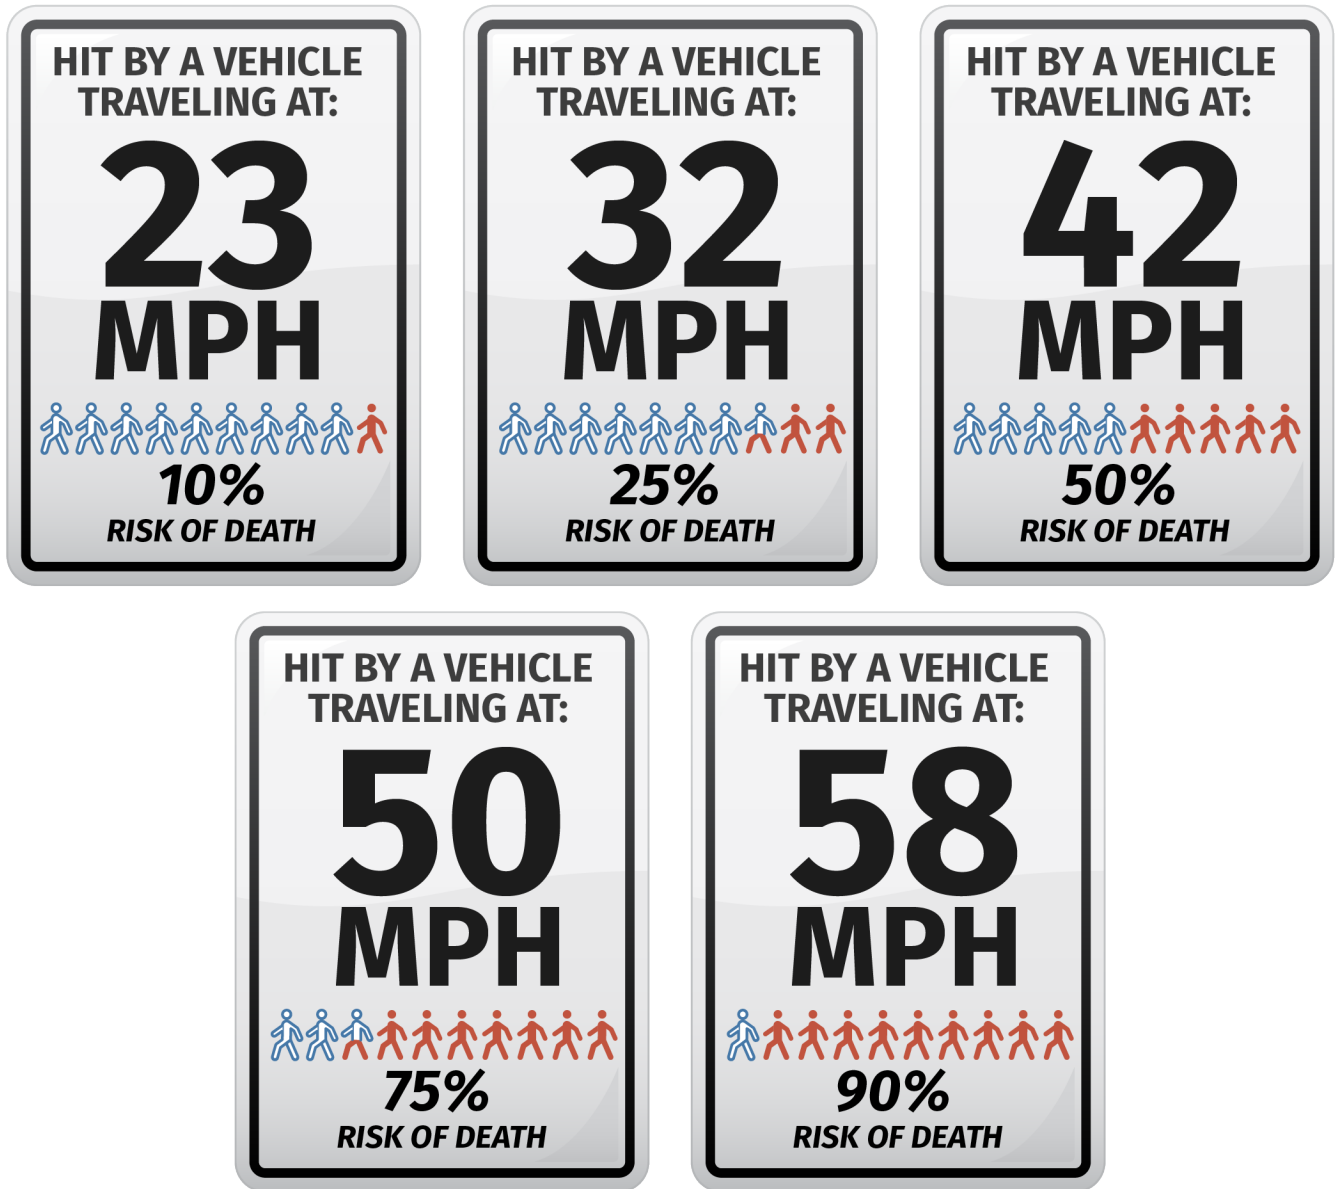 HIT BY A VEHICLE
TRAVELING AT:
23
MPH
10%
RISK OF DEATH
HIT BY A VEHICLE
TRAVELING AT:
32
MPH
25%
RISK OF DEATH
HIT BY A VEHICLE
TRAVELING AT:
42
MPH
50%
RISK OF DEATH
HIT BY A VEHICLE
TRAVELING AT:
50
MPH
75%
RISK OF DEATH
HIT BY A VEHICLE
TRAVELING AT:
58
MPH
90%
RISK OF DEATH